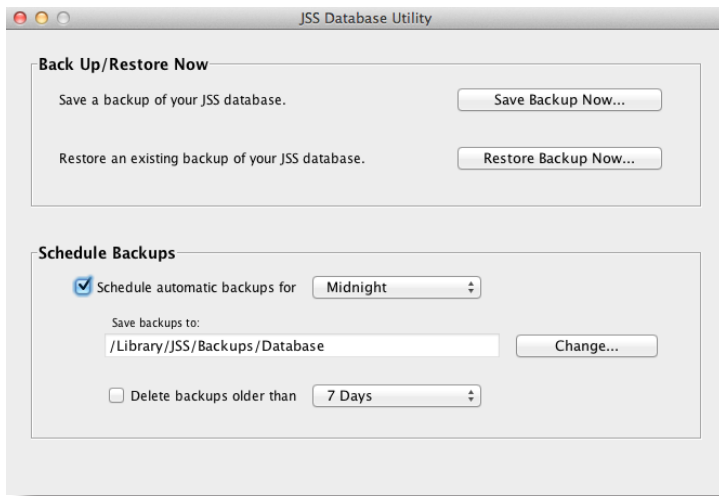 JSS Database Utility
Back Up/Restore Now
Save a backup of your JSS database.
Save Backup Now...
Restore an existing backup of your JSS database.
Restore Backup Now...
Schedule Backups
Schedule automatic backups for Midnight
Save backups to:
/Library/JSS/Backups/Database
Change...
Delete backups older than 7 Days